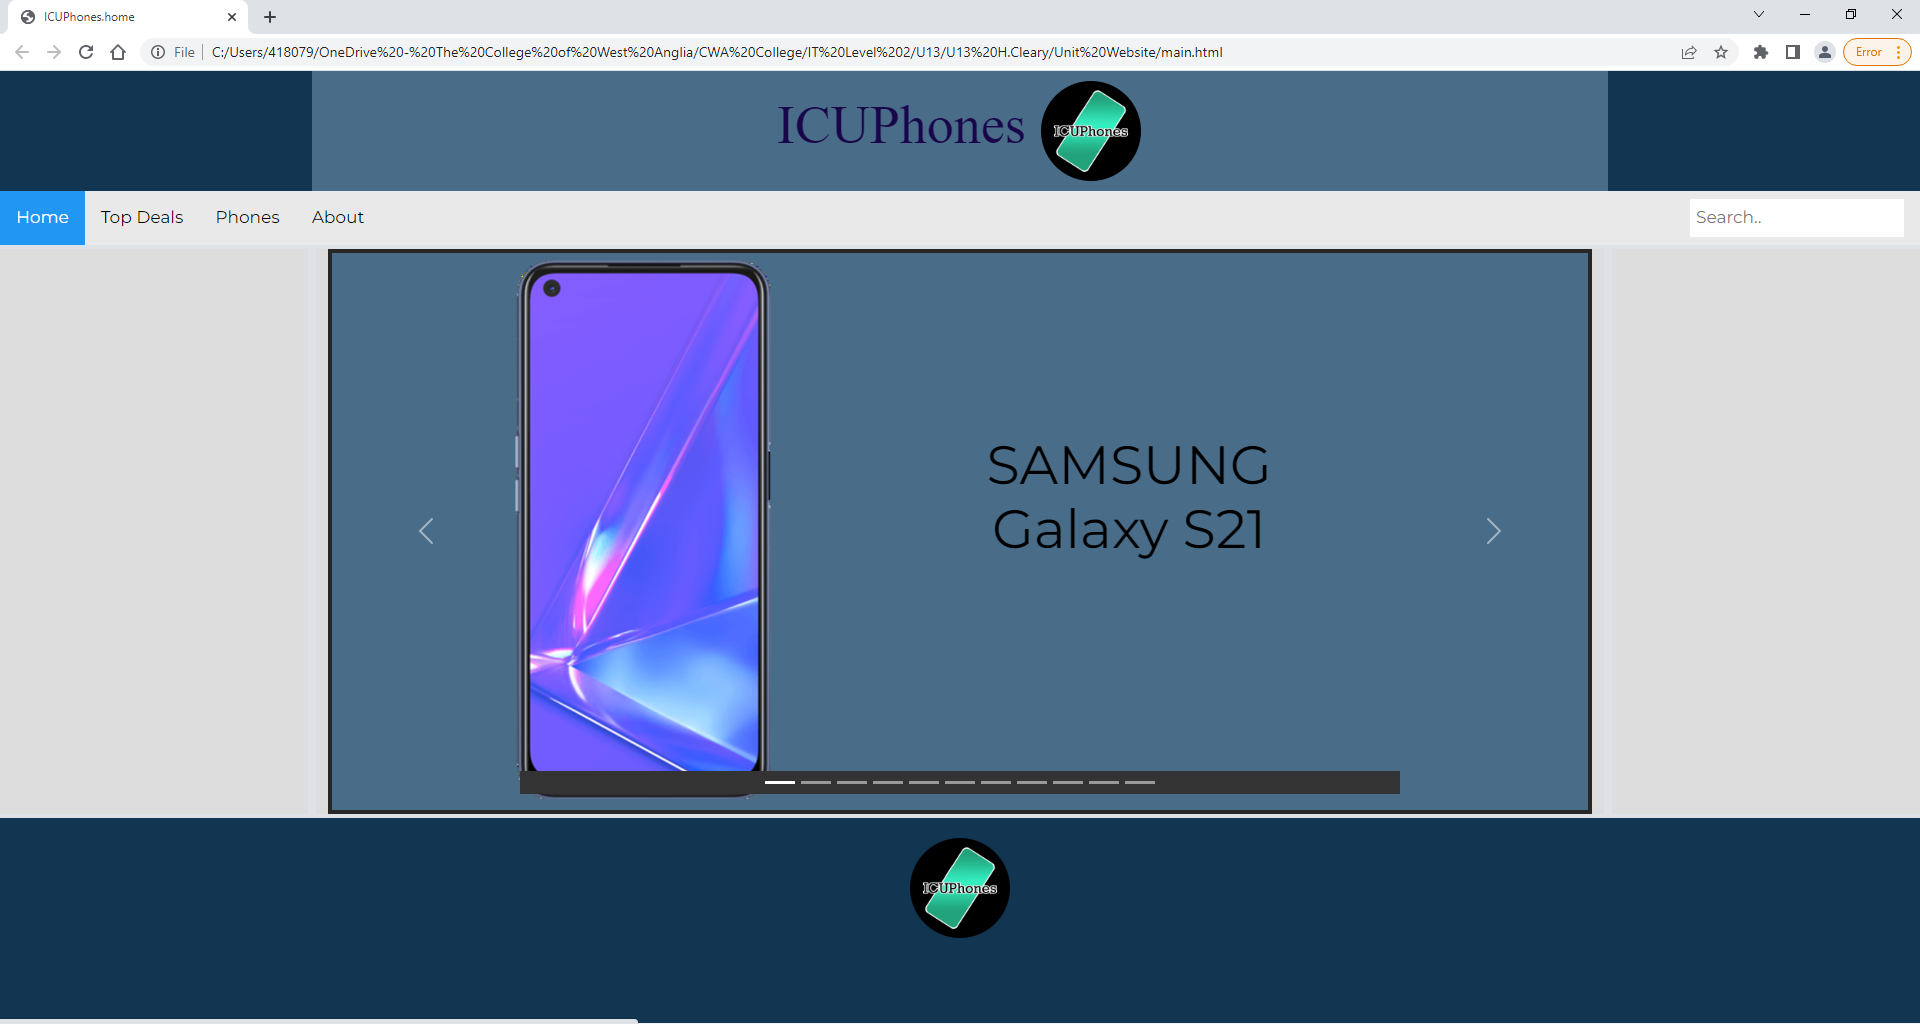 ICUPhones.home
File
C:/Users/418079/OneDrive%20-%20The%20College%20of%20West%20Anglia/CWA%20College/IT%20Level%202/U13/U13%20H.Cleary/Unit%20Website/main.html
Error
ICUPhones
ICUPhones
Home
Top Deals
Phones
About
Search..
SAMSUNG
Galaxy S21
ICUPhones